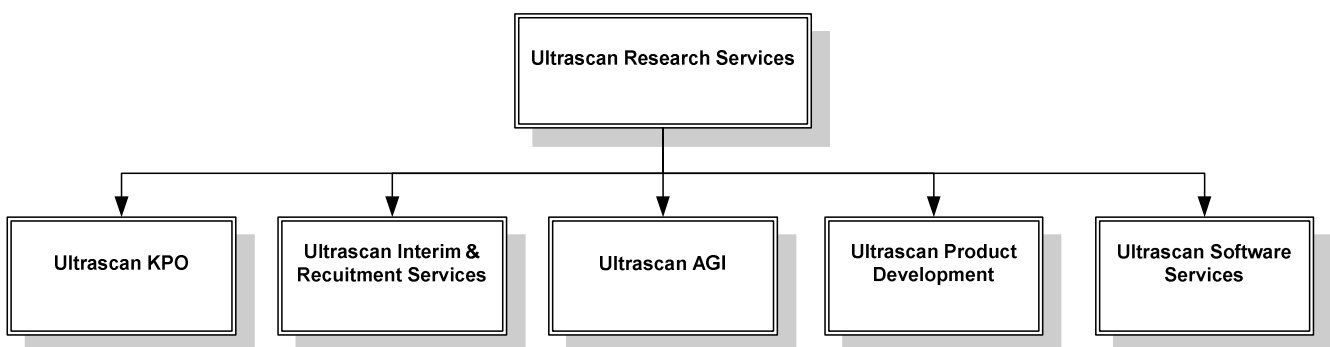 Ultrascan Research Services
Ultrascan KPO
Ultrascan Interim &
Recuitment Services
Ultrascan AGI
Ultrascan Product
Development
Ultrascan Software
Services